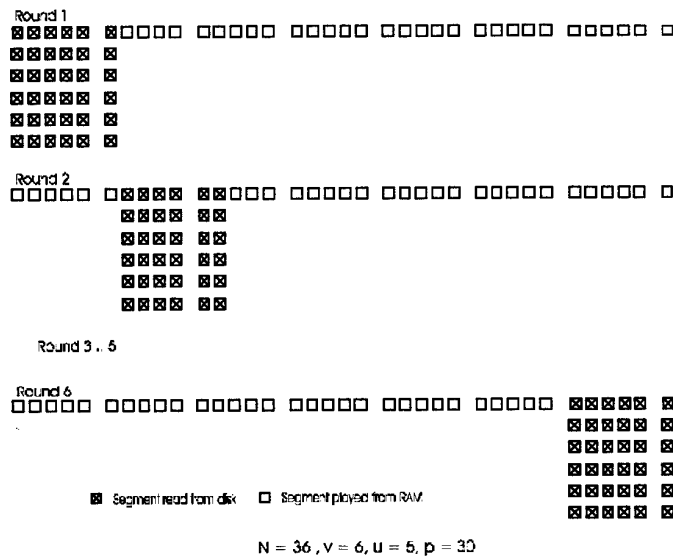 Round 1
Round 2
Round 3 .. 5
Round 6
Segment read from disk Segment played from RAM
N = 36 , v = 6, u = 5, p = 30